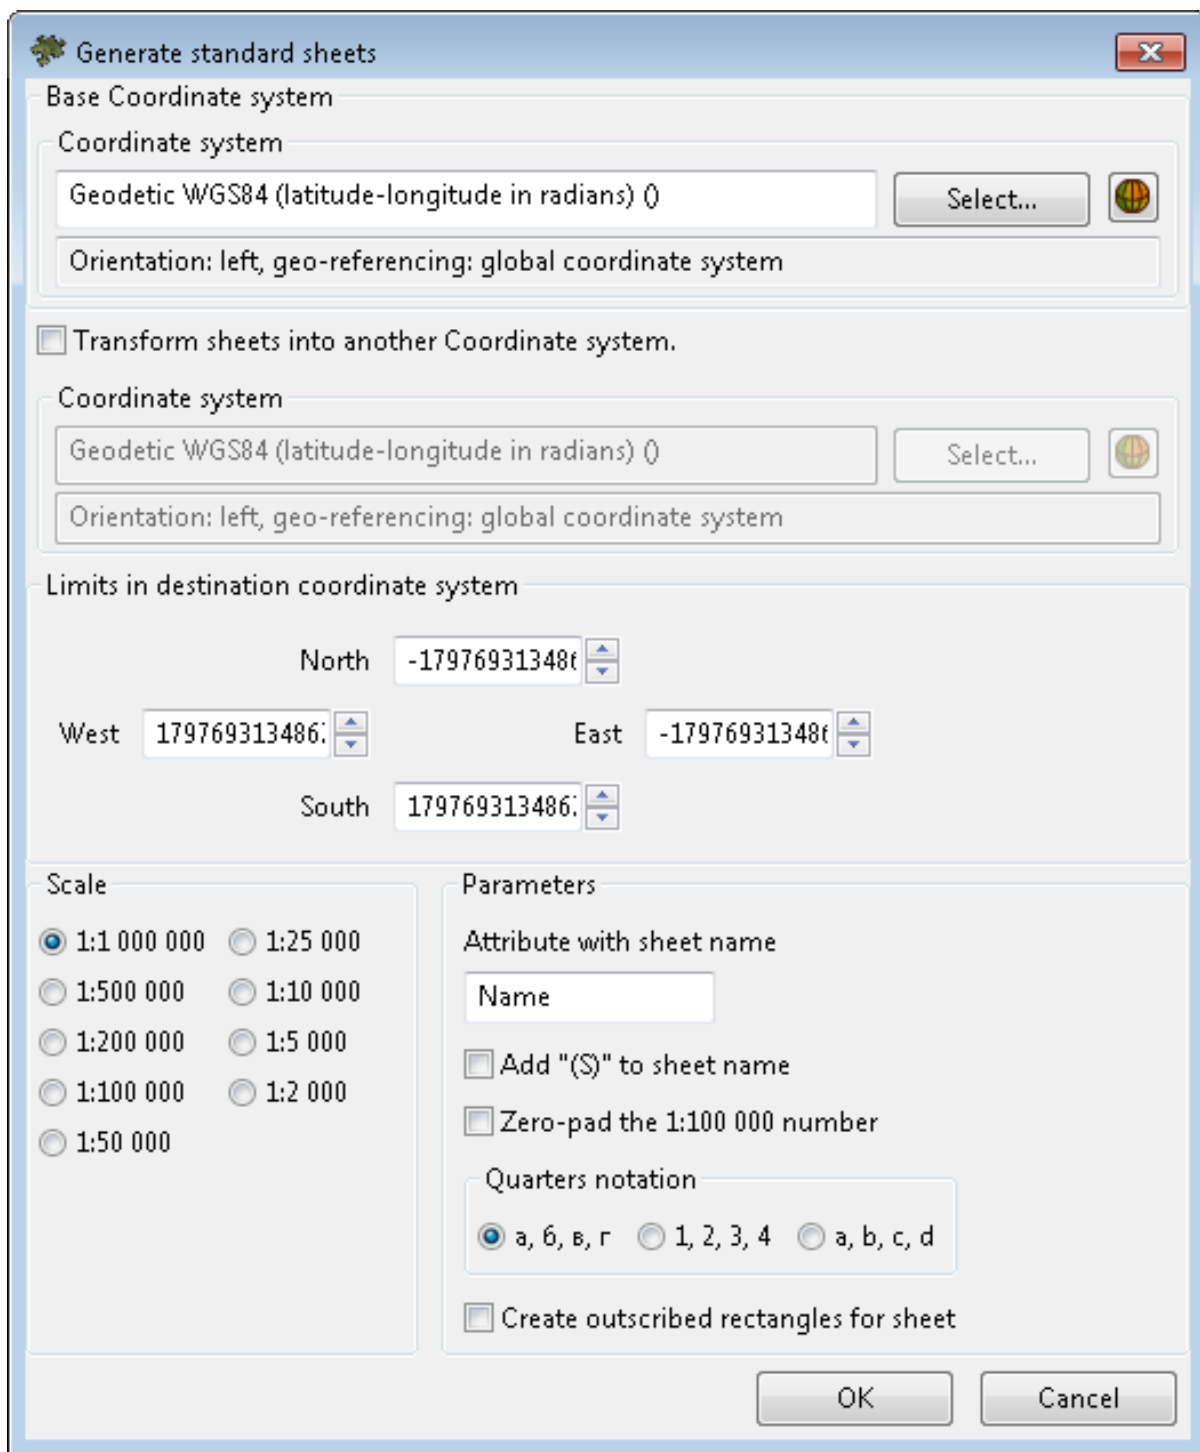 Generate standard sheets
Base Coordinate system
Coordinate system
Geodetic WGS84 (latitude-longitude in radians) ()
Select...
Orientation: left, geo-referencing: global coordinate system
Transform sheets into another Coordinate system.
Coordinate system
Geodetic WGS84 (latitude-longitude in radians) ()
Select...
Orientation: left, geo-referencing: global coordinate system
Limits in destination coordinate system
North -17976931348
West 179769313486 East -17976931348
South 179769313486
Scale
1:1 000 000 1:25 000
1:500 000 1:10 000
1:200 000 1:5 000
1:100 000 1:2 000
1:50 000
Parameters
Attribute with sheet name
Name
Add "(S)" to sheet name
Zero-pad the 1:100 000 number
Quarters notation
а, б, в, г 1, 2, 3, 4 a, b, c, d
Create outscribed rectangles for sheet
OK Cancel